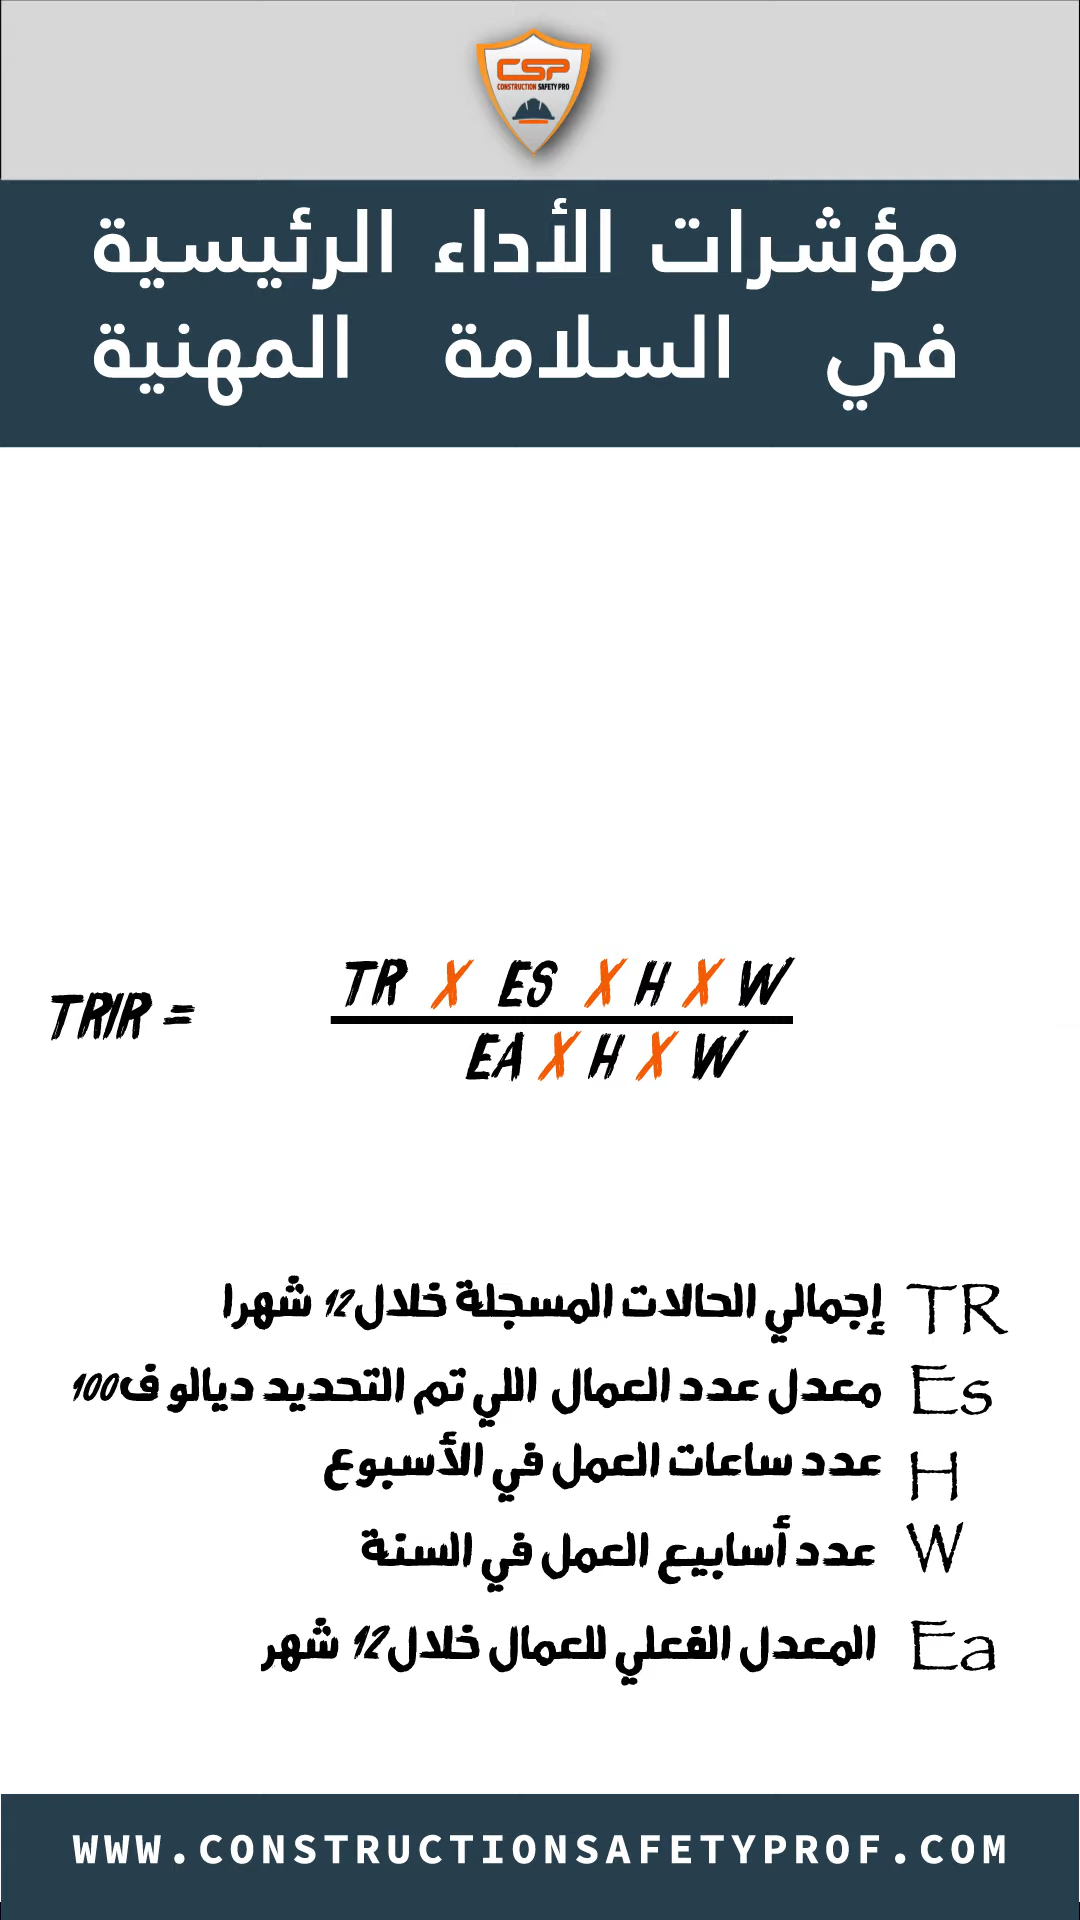 CSP
CONSTRUCTION SAFETY PRO
مؤشرات الأداء الرئيسية
في السلامة المهنية
TRIR =
TR X ES X H X W
EA X H X W
TR إجمالي الحالات المسجلة خلال 12 شهرا
Es معدل عدد العمال اللي تم التحديد ديالو ف 100
H عدد ساعات العمل في الأسبوع
W عدد أسابيع العمل في السنة
Ea المعدل الفعلي للعمال خلال 12 شهر
WWW.CONSTRUCTIONSAFETYPROF.COM